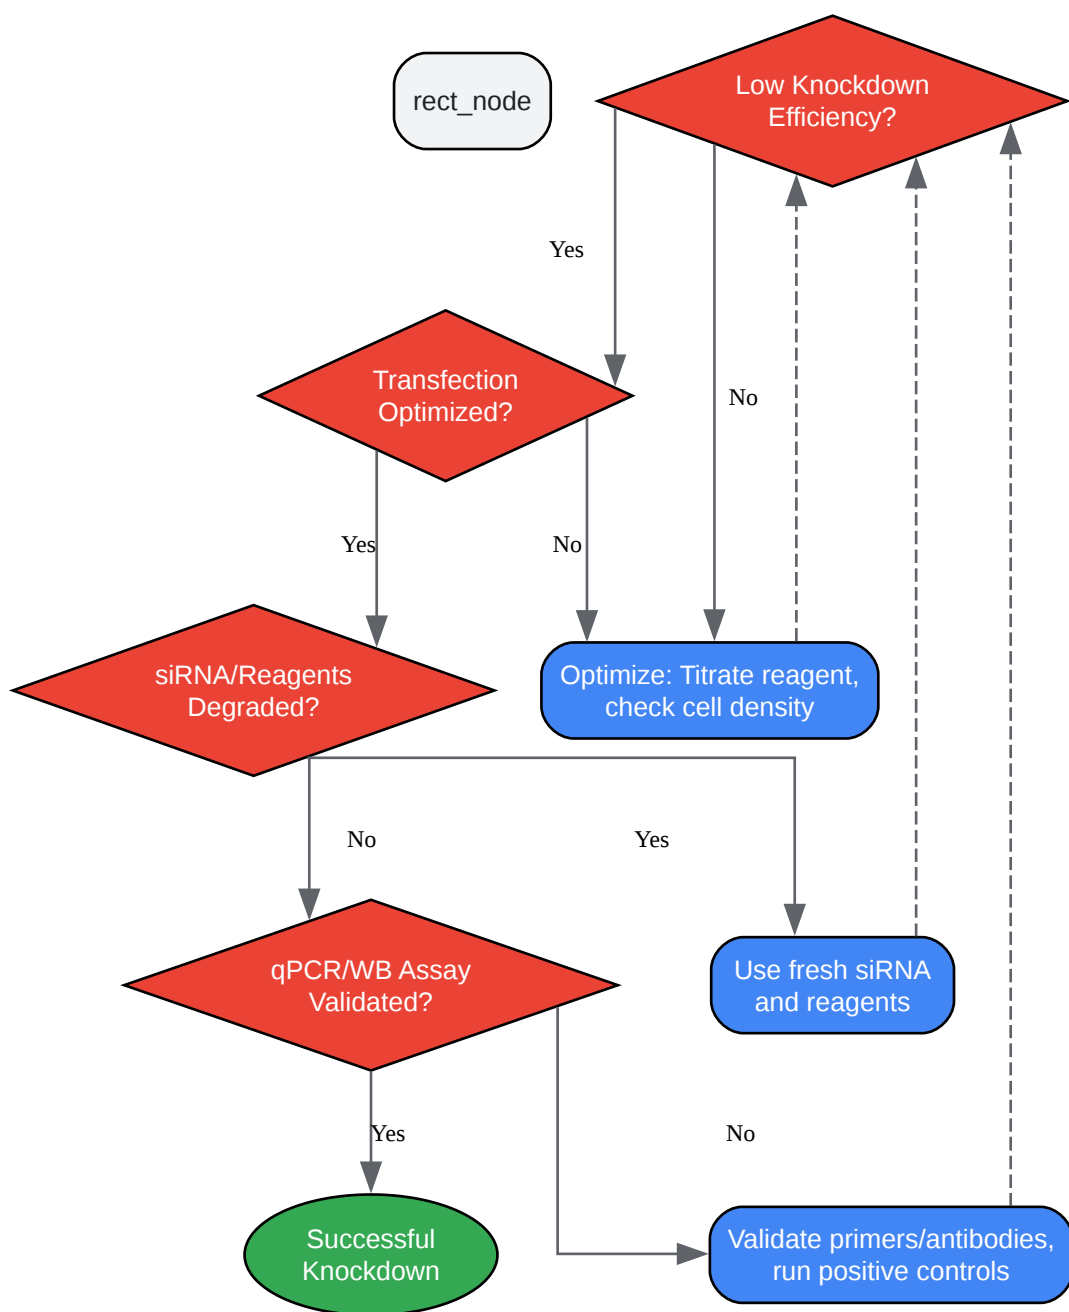 rect_node
Low Knockdown
Efficiency?
Yes
Transfection
Optimized?
No
Yes
No
siRNA/Reagents
Degraded?
Optimize: Titrate reagent,
check cell density
No
Yes
qPCR/WB Assay
Validated?
Use fresh siRNA
and reagents
Yes
No
Successful
Knockdown
Validate primers/antibodies,
run positive controls